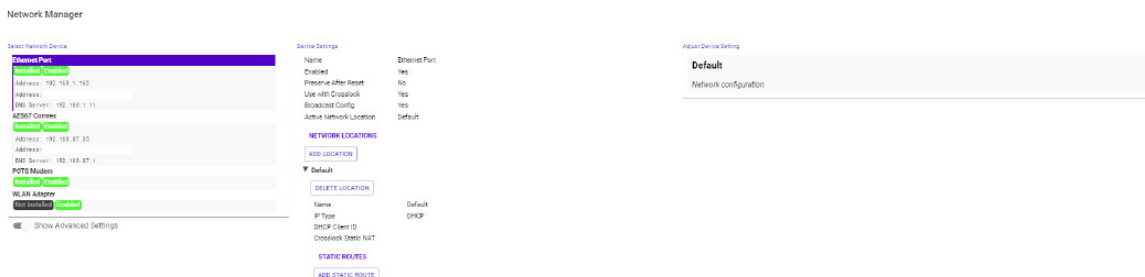 Network Manager
Select Network Device
Ethernet Port
Installed Enabled
Address: 192.168.1.163
Address:
DNS Server: 192.168.1.11
AES67 Connex
Installed Enabled
Address: 192.168.87.35
Address:
DNS Server: 192.168.87.1
POTS Modem
Installed Enabled
WLAN Adapter
Not Installed Enabled
Show Advanced Settings
Device Settings
Name Ethernet Port
Enabled Yes
Preserve After Reset No
Use with Crosslock Yes
Broadcast Config Yes
Active Network Location Default
NETWORK LOCATIONS
ADD LOCATION
Default
DELETE LOCATION
Name Default
IP Type DHCP
DHCP Client ID
Crosslock Static NAT
STATIC ROUTES
ADD STATIC ROUTE
Adjust Device Setting
Default
Network configuration